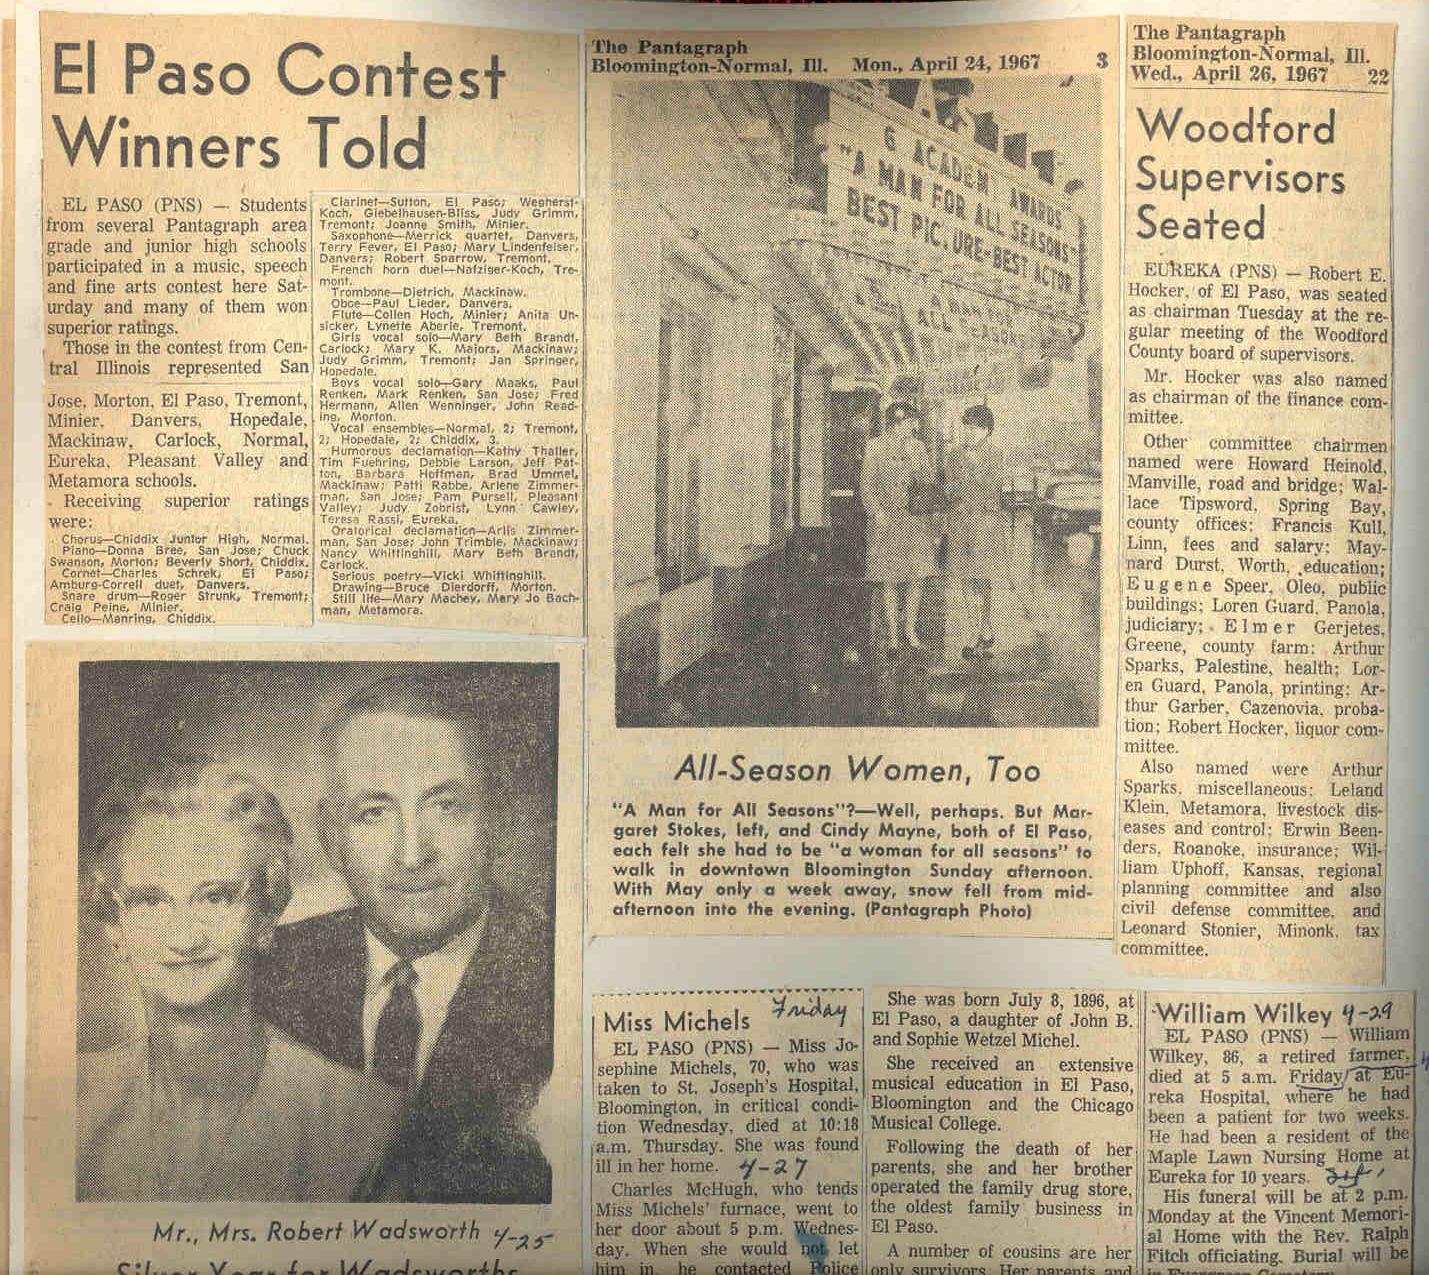 El Paso Contest
Winners Told
EL PASO (PNS) — Students
from several Pantagraph area
grade and junior high schools
participated in a music, speech
and fine arts contest here Sat-
urday and many of them won
superior ratings.
Those in the contest from Cen-
tral Illinois represented San
Jose, Morton, El Paso, Tremont,
Minier, Danvers, Hopedale,
Mackinaw, Carlock, Normal,
Eureka, Pleasant Valley and
Metamora schools.
Receiving superior ratings
were:
Chorus—Chiddix Junior High, Normal.
Piano—Donna Bree, San Jose; Chuck
Swanson, Morton; Beverly Short, Chiddix.
Cornet—Charles Schrek, El Paso;
Amburg-Correll duet, Danvers.
Snare drum—Roger Strunk, Tremont;
Craig Peine, Minier.
Cello—Manring, Chiddix.
Clarinet—Sutton, El Paso; Wegherst-
Koch, Giebelhausen-Bliss, Judy Grimm,
Tremont; Joanne Smith, Minier.
Saxophone—Merrick quartet, Danvers,
Terry Fever, El Paso; Mary Lindenfelser,
Danvers; Robert Sparrow, Tremont.
French horn duel—Nafziger-Koch, Tre-
mont.
Trombone—Dietrich, Mackinaw.
Oboe—Paul Lieder, Danvers.
Flute—Collen Hoch, Minier; Anita Un-
sicker, Lynette Aberle, Tremont.
Girls vocal solo—Mary Beth Brandt,
Carlock; Mary K. Majors, Mackinaw;
Judy Grimm, Tremont; Jan Springer,
Hopedale.
Boys vocal solo—Gary Maaks, Paul
Renken, Mark Renken, San Jose; Fred
Hermann, Allen Wenninger, John Read-
ing, Morton.
Vocal ensembles—Normal, 2; Tremont,
2; Hopedale, 2; Chiddix, 3.
Humorous declamation—Kathy Thaller,
Tim Fuehring, Debbie Larson, Jeff Pat-
ton, Barbara Hoffman, Brad Ummel,
Mackinaw; Patti Rabbe, Arlene Zimmer-
man, San Jose; Pam Pursell, Pleasant
Valley; Judy Zobrist, Lynn Cawley,
Teresa Rassi, Eureka.
Oratorical declamation—Arlis Zimmer-
man, San Jose; John Trimble, Mackinaw;
Nancy Whittinghill, Mary Beth Brandt,
Carlock.
Serious poetry—Vicki Whittinghill.
Drawing—Bruce Dierdorff, Morton.
Still life—Mary Machey, Mary Jo Bach-
man, Metamora.
Mr., Mrs. Robert Wadsworth 4-25
Silver Year for Wadsworths
The Pantagraph
Bloomington-Normal, Ill. Mon., April 24, 1967 3
6 ACADEMY AWARDS
"A MAN FOR ALL SEASONS"
BEST PICTURE-BEST ACTOR
A MAN FOR
ALL SEASONS
All-Season Women, Too
"A Man for All Seasons"?—Well, perhaps. But Mar-
garet Stokes, left, and Cindy Mayne, both of El Paso,
each felt she had to be "a woman for all seasons" to
walk in downtown Bloomington Sunday afternoon.
With May only a week away, snow fell from mid-
afternoon into the evening. (Pantagraph Photo)
The Pantagraph
Bloomington-Normal, Ill.
Wed., April 26, 1967 22
Woodford
Supervisors
Seated
EUREKA (PNS) — Robert E.
Hocker, of El Paso, was seated
as chairman Tuesday at the re-
gular meeting of the Woodford
County board of supervisors.
Mr. Hocker was also named
as chairman of the finance com-
mittee.
Other committee chairmen
named were Howard Heinold,
Manville, road and bridge; Wal-
lace Tipsword, Spring Bay,
county offices; Francis Kull,
Linn, fees and salary; May-
nard Durst, Worth, education;
Eugene Speer, Oleo, public
buildings; Loren Guard, Panola,
judiciary; Elmer Gerjetes,
Greene, county farm; Arthur
Sparks, Palestine, health; Lor-
en Guard, Panola, printing; Ar-
thur Garber, Cazenovia, proba-
tion; Robert Hocker, liquor com-
mittee.
Also named were Arthur
Sparks, miscellaneous; Leland
Klein, Metamora, livestock dis-
eases and control; Erwin Been-
ders, Roanoke, insurance; Wil-
liam Uphoff, Kansas, regional
planning committee and also
civil defense committee, and
Leonard Stonier, Minonk, tax
committee.
Miss Michels Friday
EL PASO (PNS) — Miss Jo-
sephine Michels, 70, who was
taken to St. Joseph's Hospital,
Bloomington, in critical condi-
tion Wednesday, died at 10:18
a.m. Thursday. She was found
ill in her home. 4-27
Charles McHugh, who tends
Miss Michels' furnace, went to
her door about 5 p.m. Wednes-
day. When she would not let
him in, he contacted Police
She was born July 8, 1896, at
El Paso, a daughter of John B.
and Sophie Wetzel Michel.
She received an extensive
musical education in El Paso,
Bloomington and the Chicago
Musical College.
Following the death of her
parents, she and her brother
operated the family drug store,
the oldest family business in
El Paso.
A number of cousins are her
only survivors. Her parents and
William Wilkey 4-29
EL PASO (PNS) — William
Wilkey, 86, a retired farmer,
died at 5 a.m. Friday at Eu-
reka Hospital, where he had
been a patient for two weeks.
He had been a resident of the
Maple Lawn Nursing Home at
Eureka for 10 years.
His funeral will be at 2 p.m.
Monday at the Vincent Memori-
al Home with the Rev. Ralph
Fitch officiating. Burial will be
in Evergreen Cemetery